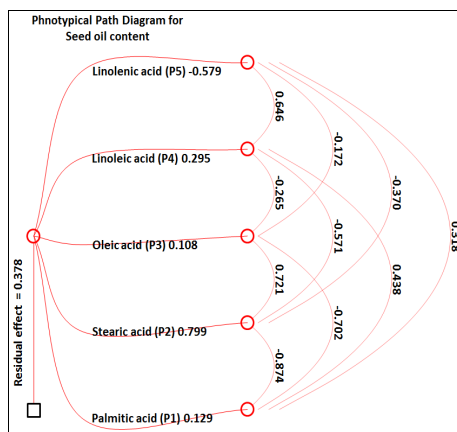 Phnotypical Path Diagram for
Seed oil content
Linolenic acid (P5) -0.579
0.646
-0.172
-0.370
Linoleic acid (P4) 0.295
-0.265
-0.571
0.438
0.318
Oleic acid (P3) 0.108
0.721
-0.702
Stearic acid (P2) 0.799
-0.874
Palmitic acid (P1) 0.129
Residual effect = 0.378